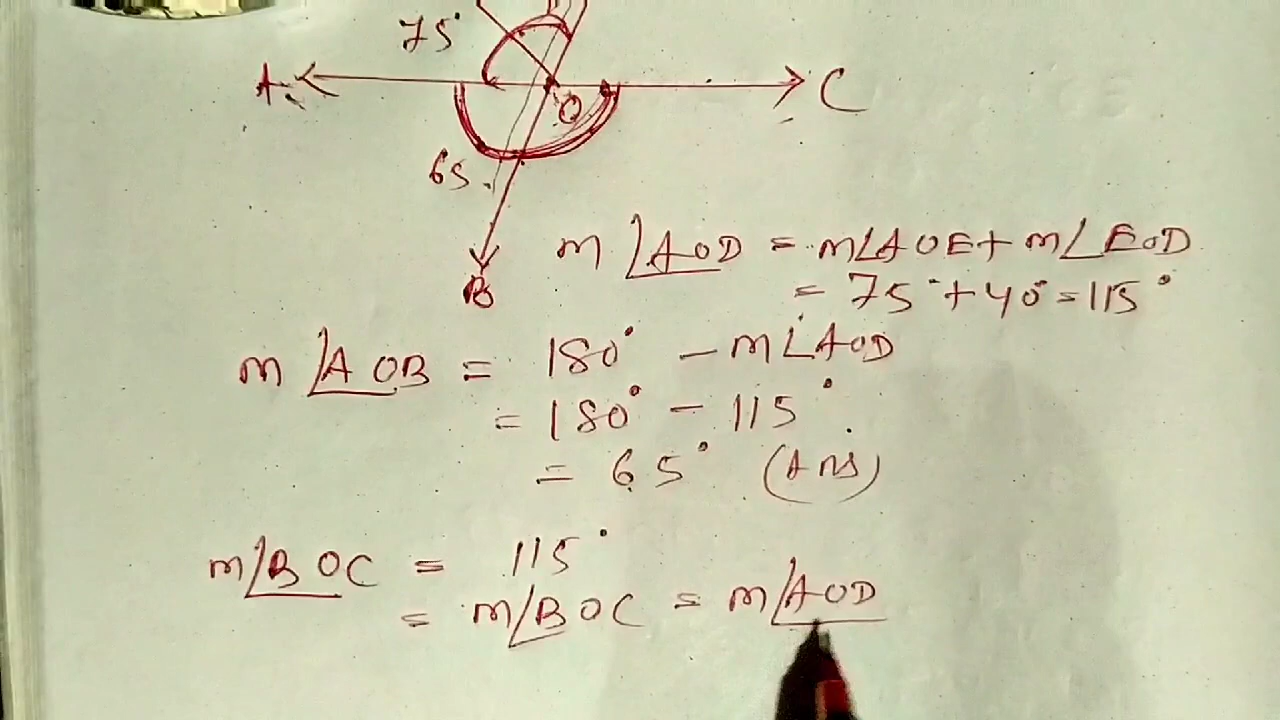 75°
A
C
O
65
B
m∠AOD = m∠AOE + m∠EOD
= 75° + 40° = 115°
m∠AOB = 180° - m∠AOD
= 180° - 115°
= 65° (Ans)
m∠BOC = 115°
= m∠BOC = m∠AOD